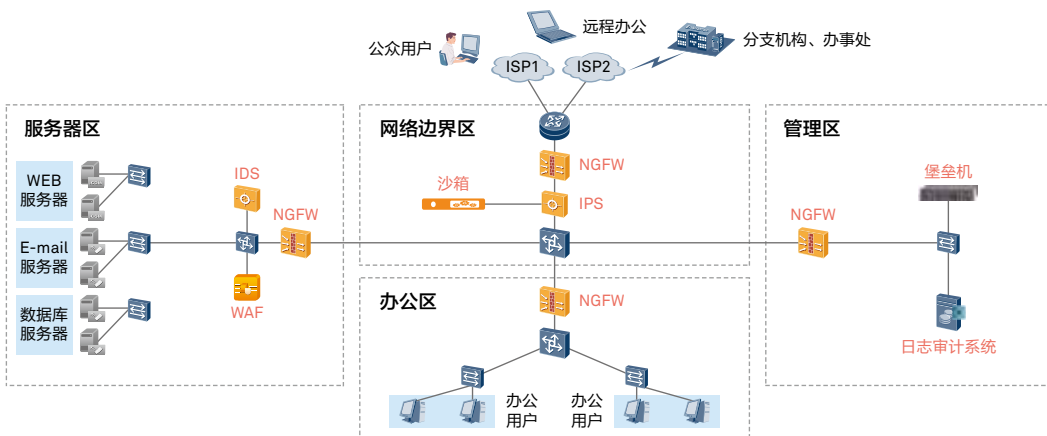 远程办公
公众用户
分支机构、办事处
ISP1
ISP2
服务器区
网络边界区
管理区
WEB
服务器
IDS
NGFW
E-mail
服务器
WAF
数据库
服务器
NGFW
沙箱
IPS
堡垒机
NGFW
日志审计系统
办公区
NGFW
办公
用户
办公
用户